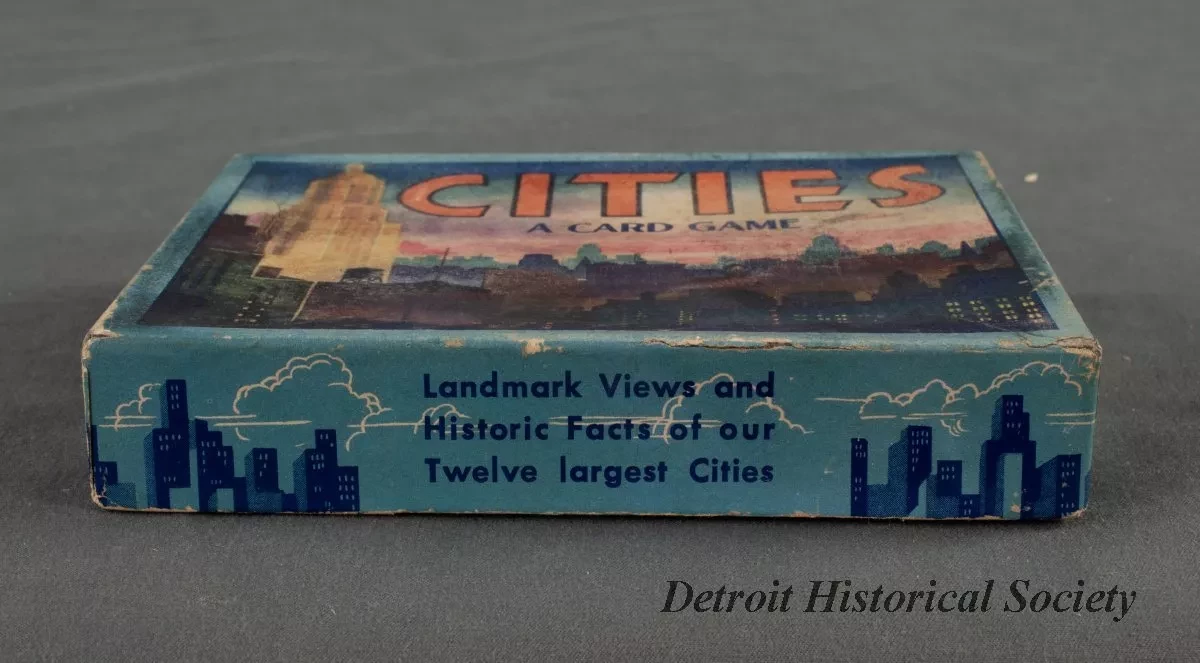 CITIES
A CARD GAME
Landmark Views and
Historic Facts of our
Twelve largest Cities
Detroit Historical Society